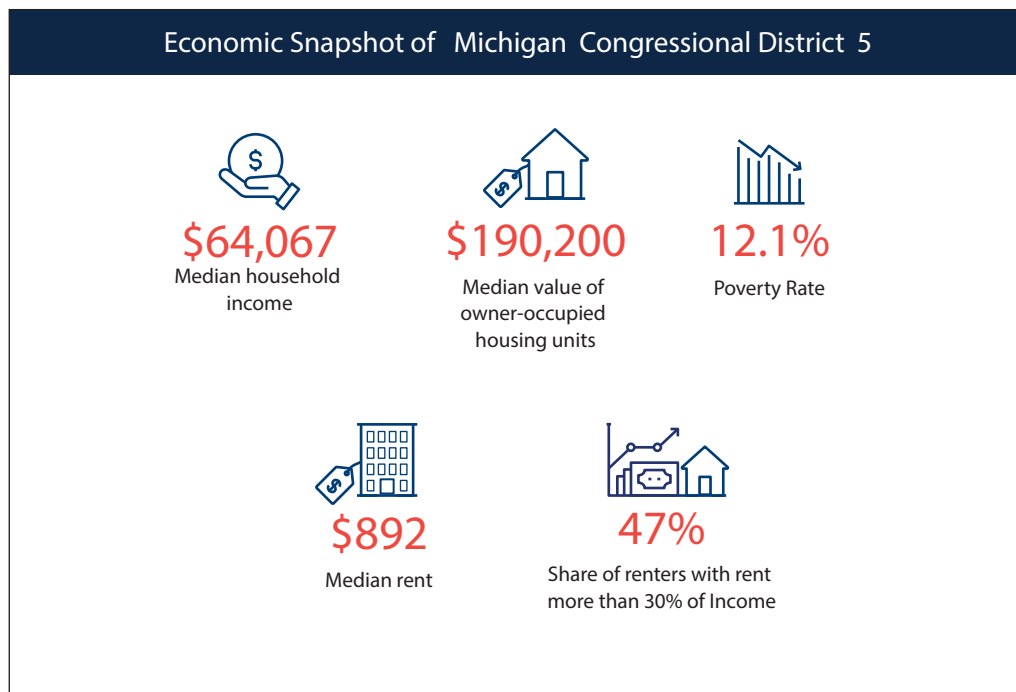 Economic Snapshot of Michigan Congressional District 5
$
$
$64,067
$190,200
12.1%
Median household
income
Median value of
owner-occupied
housing units
Poverty Rate
$
$892
47%
Median rent
Share of renters with rent
more than 30% of Income